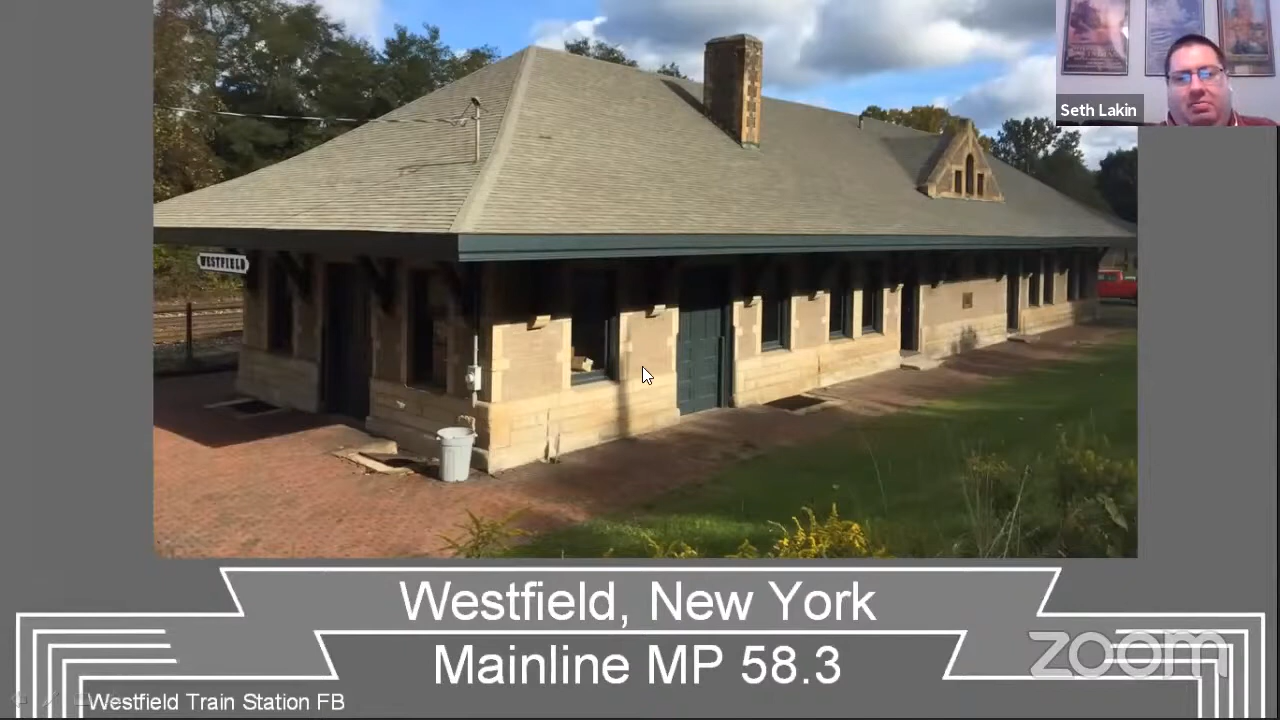 Seth Lakin
WESTFIELD
Westfield, New York
Mainline MP 58.3
zoom
Westfield Train Station FB